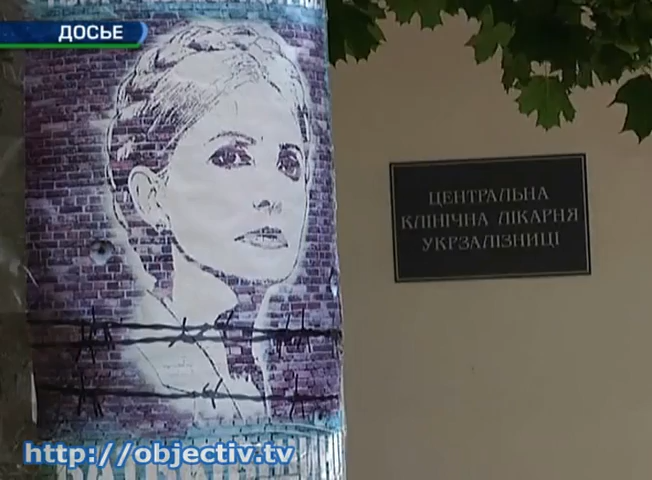 ДОСЬЕ
ЦЕНТРАЛЬНА
КЛІНІЧНА ЛІКАРНЯ
УКРЗАЛІЗНИЦІ
http://objectiv.tv